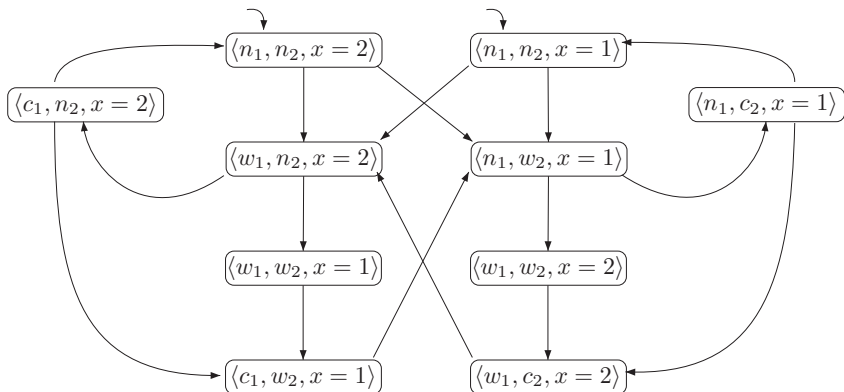 ⟨n₁, n₂, x = 2⟩
⟨n₁, n₂, x = 1⟩
⟨c₁, n₂, x = 2⟩
⟨n₁, c₂, x = 1⟩
⟨w₁, n₂, x = 2⟩
⟨n₁, w₂, x = 1⟩
⟨w₁, w₂, x = 1⟩
⟨w₁, w₂, x = 2⟩
⟨c₁, w₂, x = 1⟩
⟨w₁, c₂, x = 2⟩